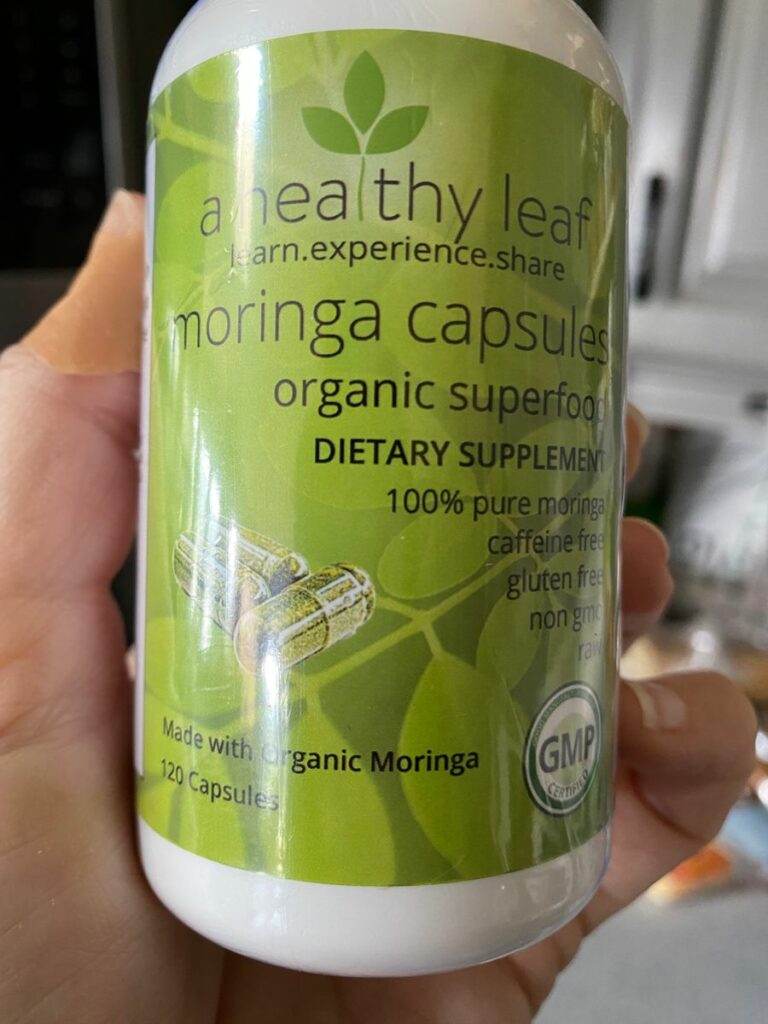 a healthy leaf
learn.experience.share
moringa capsules
organic superfood
DIETARY SUPPLEMENT
100% pure moringa
caffeine free
gluten free
non gmo
raw
Made with Organic Moringa
120 Capsules
GMP
CERTIFIED